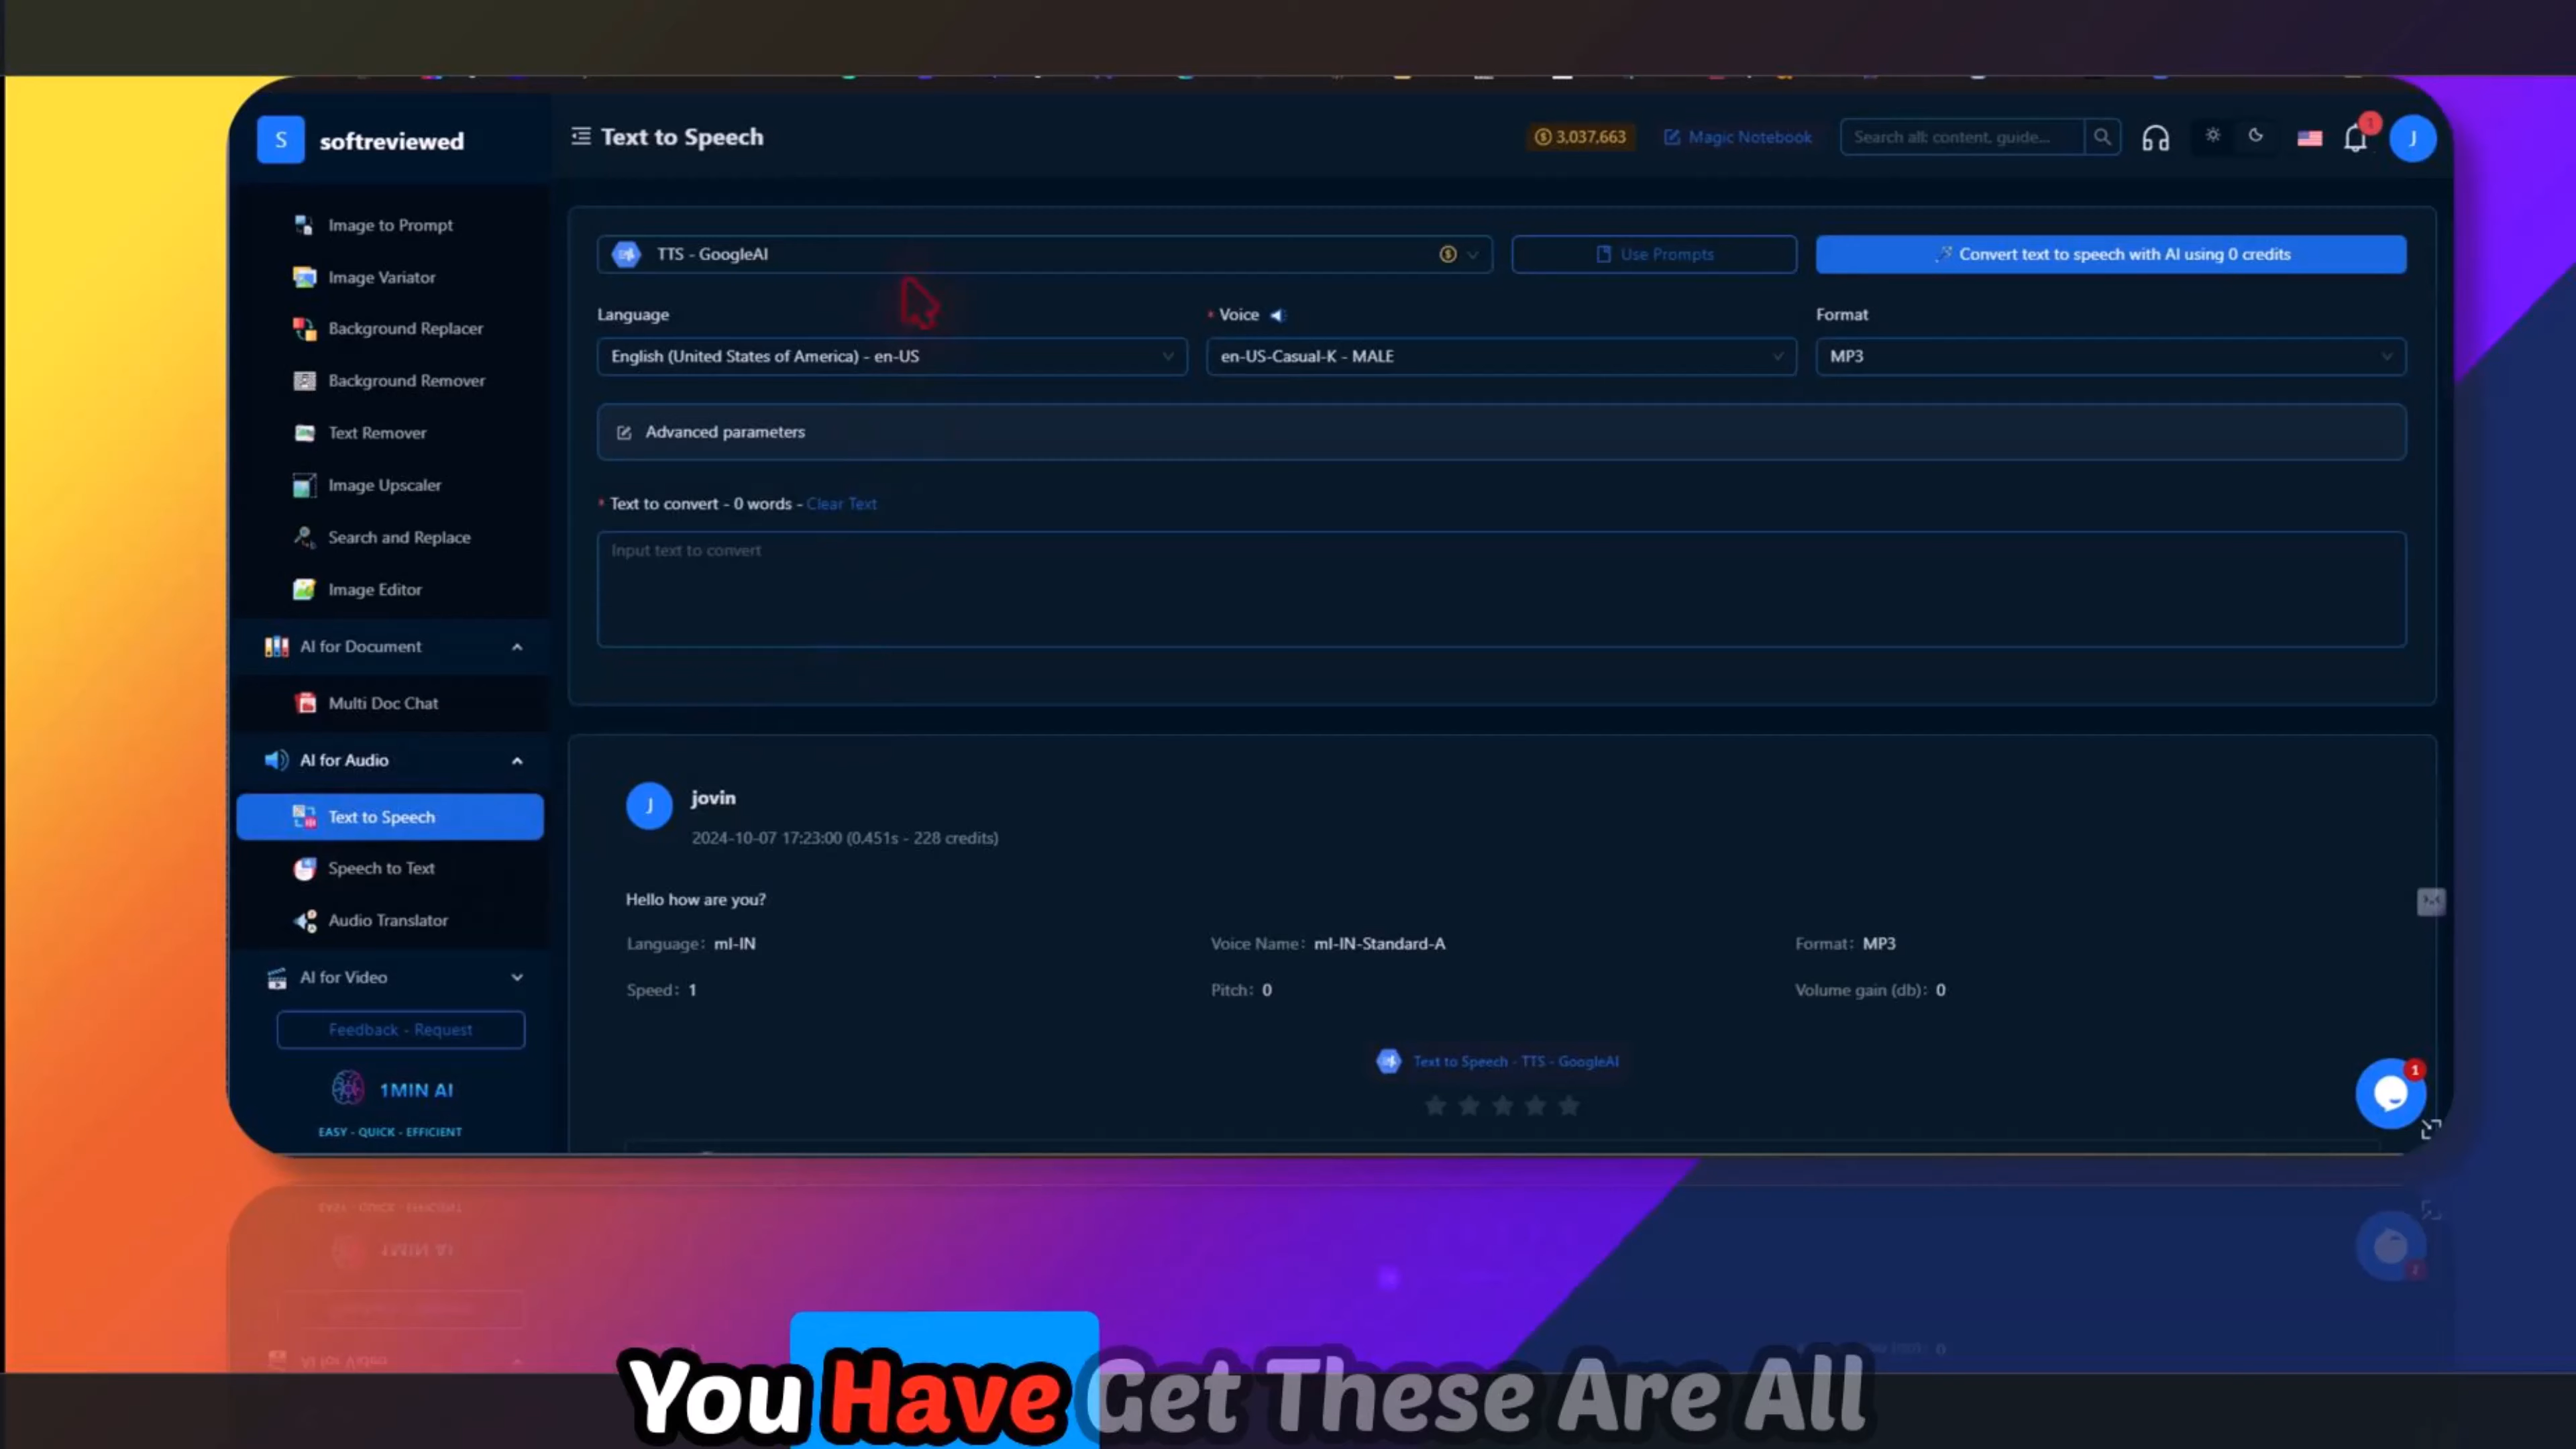 S softreviewed
Text to Speech
3,037,663
Magic Notebook
Search all: content, guide...
1
J
Image to Prompt
Image Variator
Background Replacer
Background Remover
Text Remover
Image Upscaler
Search and Replace
Image Editor
AI for Document
Multi Doc Chat
AI for Audio
Text to Speech
Speech to Text
Audio Translator
AI for Video
Feedback - Request
1MIN AI
EASY - QUICK - EFFICIENT
TTS - GoogleAI
Use Prompts
Convert text to speech with AI using 0 credits
Language
* Voice
Format
English (United States of America) - en-US
en-US-Casual-K - MALE
MP3
Advanced parameters
* Text to convert - 0 words - Clear Text
Input text to convert
J
jovin
2024-10-07 17:23:00 (0.451s - 228 credits)
Hello how are you?
Language: ml-IN
Voice Name: ml-IN-Standard-A
Format: MP3
Speed: 1
Pitch: 0
Volume gain (db): 0
Text to Speech - TTS - GoogleAI
1
You Have Get These Are All